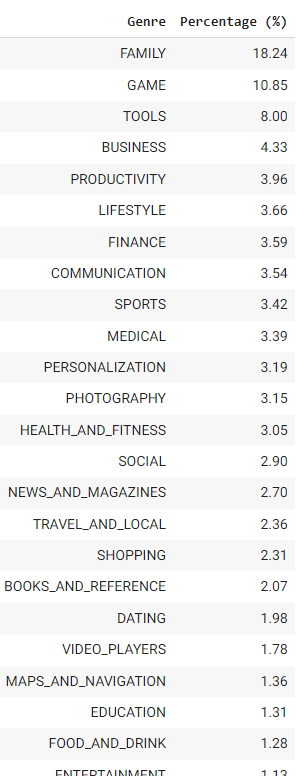 Genre Percentage (%)
FAMILY 18.24
GAME 10.85
TOOLS 8.00
BUSINESS 4.33
PRODUCTIVITY 3.96
LIFESTYLE 3.66
FINANCE 3.59
COMMUNICATION 3.54
SPORTS 3.42
MEDICAL 3.39
PERSONALIZATION 3.19
PHOTOGRAPHY 3.15
HEALTH_AND_FITNESS 3.05
SOCIAL 2.90
NEWS_AND_MAGAZINES 2.70
TRAVEL_AND_LOCAL 2.36
SHOPPING 2.31
BOOKS_AND_REFERENCE 2.07
DATING 1.98
VIDEO_PLAYERS 1.78
MAPS_AND_NAVIGATION 1.36
EDUCATION 1.31
FOOD_AND_DRINK 1.28
ENTERTAINMENT 1.13